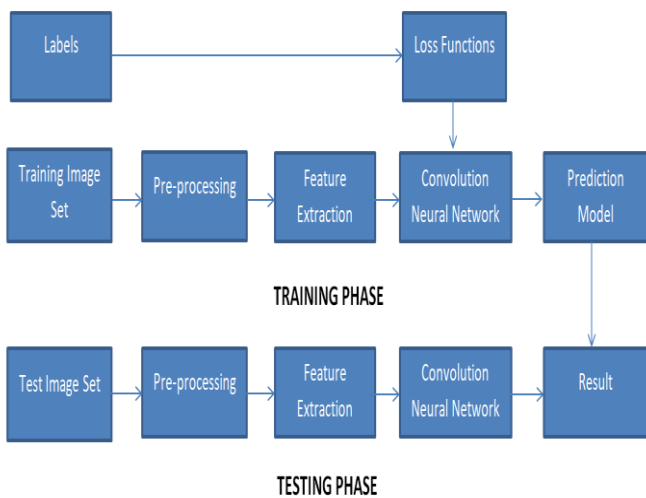 Labels
Loss Functions
Training Image
Set
Pre-processing
Feature
Extraction
Convolution
Neural Network
Prediction
Model
TRAINING PHASE
Test Image Set
Pre-processing
Feature
Extraction
Convolution
Neural Network
Result
TESTING PHASE